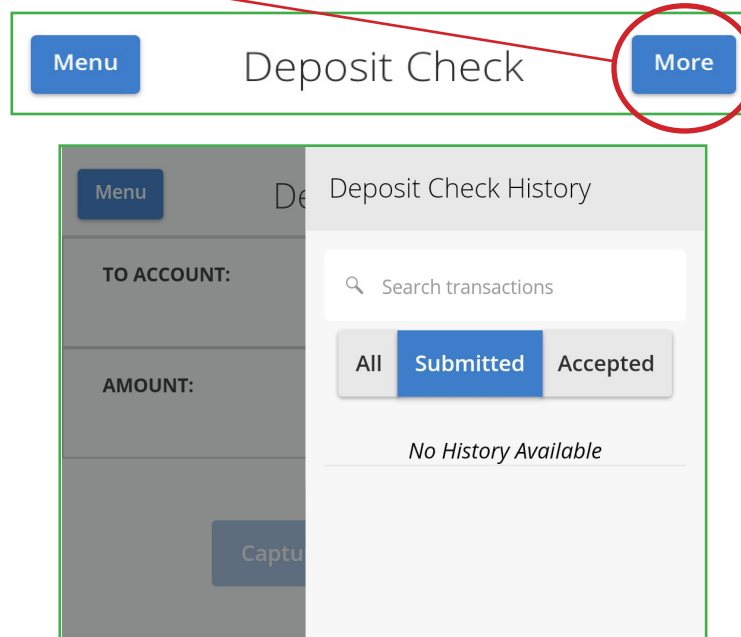 Menu Deposit Check More
Menu De Deposit Check History
TO ACCOUNT:
Search transactions
All Submitted Accepted
AMOUNT:
No History Available
Captu